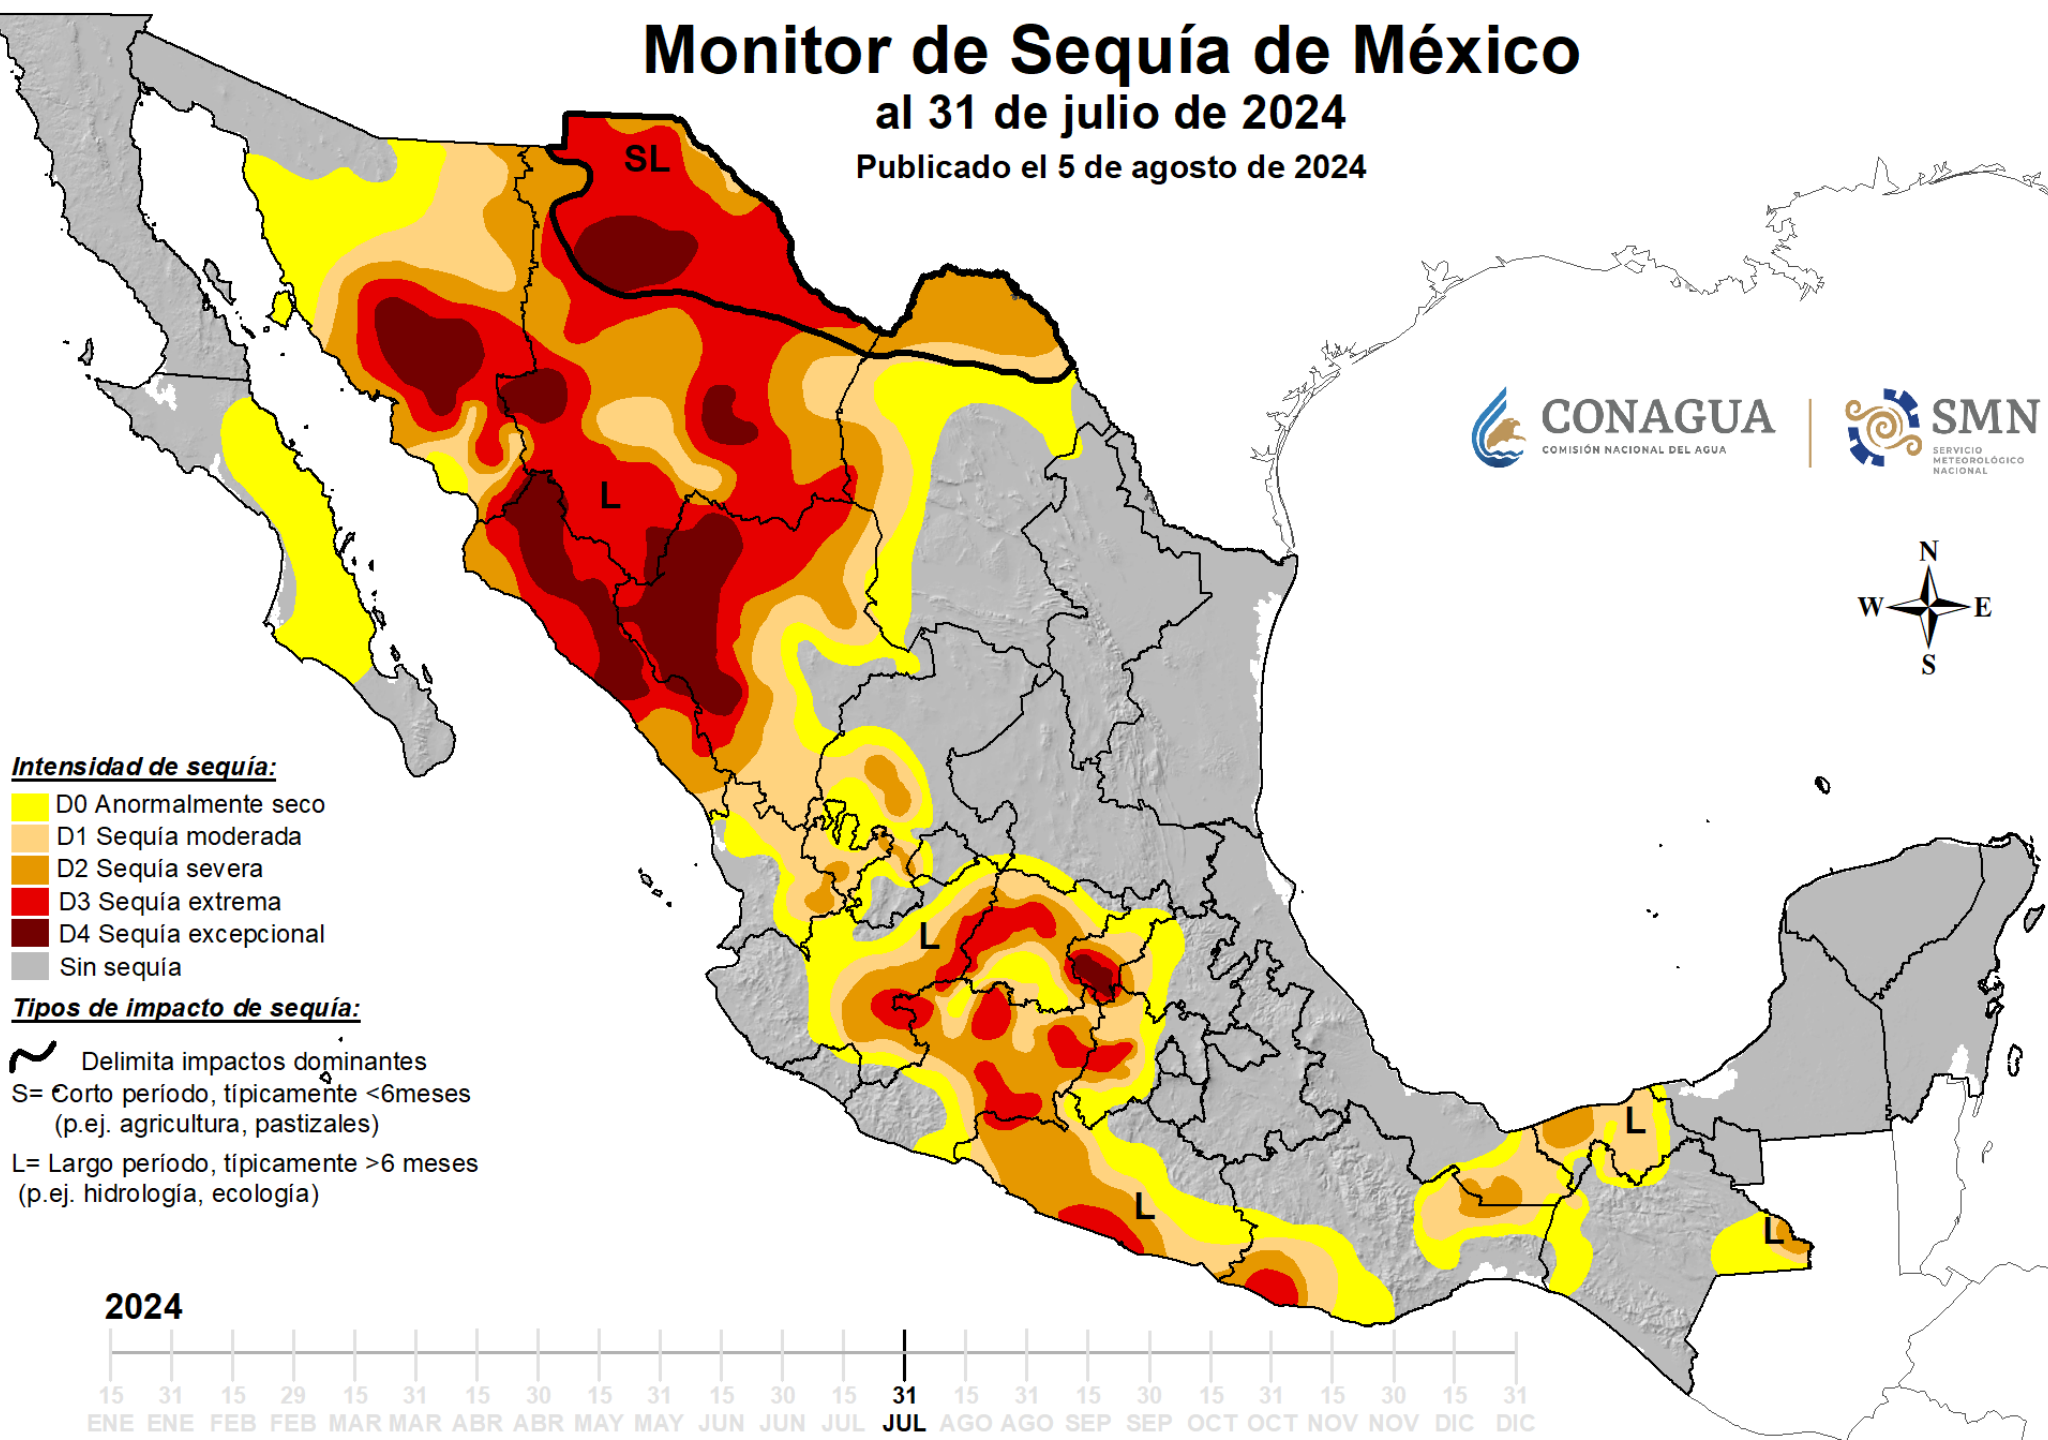 Monitor de Sequía de México
al 31 de julio de 2024
Publicado el 5 de agosto de 2024
SL
CONAGUA
COMISIÓN NACIONAL DEL AGUA
SMN
SERVICIO
METEOROLÓGICO
NACIONAL
L
N
W E
S
Intensidad de sequía:
D0 Anormalmente seco
D1 Sequía moderada
D2 Sequía severa
D3 Sequía extrema
D4 Sequía excepcional
Sin sequía
L
Tipos de impacto de sequía:
Delimita impactos dominantes
S= Corto período, típicamente <6meses
(p.ej. agricultura, pastizales)
L= Largo período, típicamente >6 meses
(p.ej. hidrología, ecología)
L
L
L
2024
15 31 15 29 15 31 15 30 15 31 15 30 15 31 15 31 15 30 15 31 15 30 15 31
ENE ENE FEB FEB MAR MAR ABR ABR MAY MAY JUN JUN JUL JUL AGO AGO SEP SEP OCT OCT NOV NOV DIC DIC